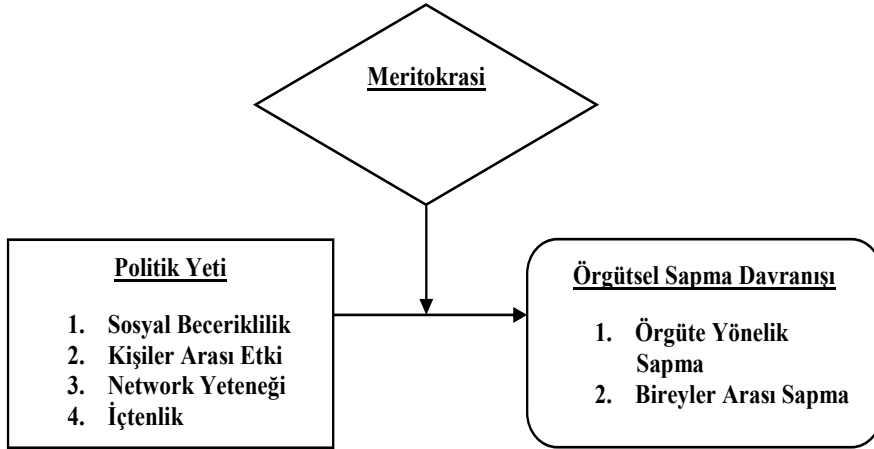 Meritokrasi
Politik Yeti
1. Sosyal Beceriklilik
2. Kişiler Arası Etki
3. Network Yeteneği
4. İçtenlik
Örgütsel Sapma Davranışı
1. Örgüte Yönelik
Sapma
2. Bireyler Arası Sapma